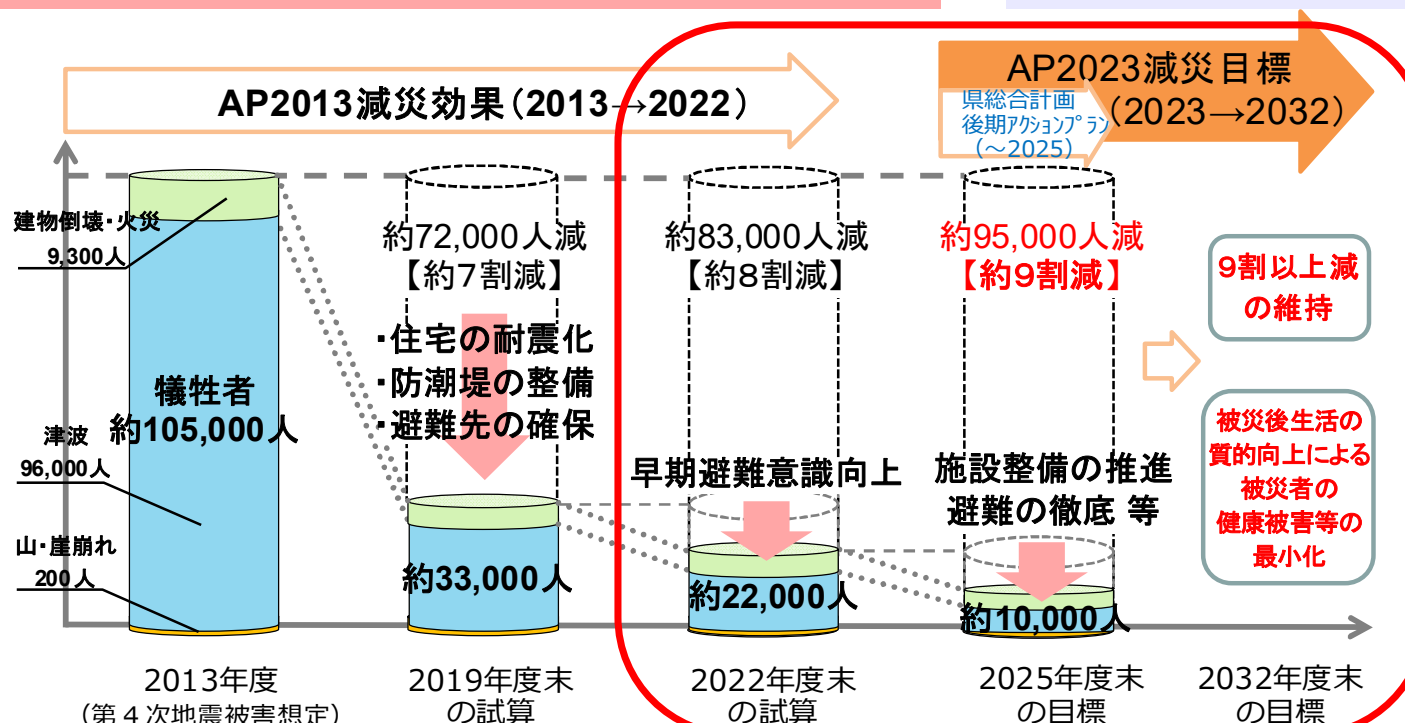 AP2013減災効果(2013→2022)
AP2023減災目標
(2023→2032)
県総合計画
後期ｱｸｼｮﾝﾌﾟﾗﾝ
(～2025)
建物倒壊・火災
9,300人
犠牲者
約105,000人
津波
96,000人
山・崖崩れ
200人
約72,000人減
【約7割減】
・住宅の耐震化
・防潮堤の整備
・避難先の確保
約33,000人
約83,000人減
【約8割減】
早期避難意識向上
約22,000人
約95,000人減
【約9割減】
施設整備の推進
避難の徹底 等
約10,000人
9割以上減
の維持
被災後生活の
質的向上による
被災者の
健康被害等の
最小化
2013年度
(第４次地震被害想定)
2019年度末
の試算
2022年度末
の試算
2025年度末
の目標
2032年度末
の目標